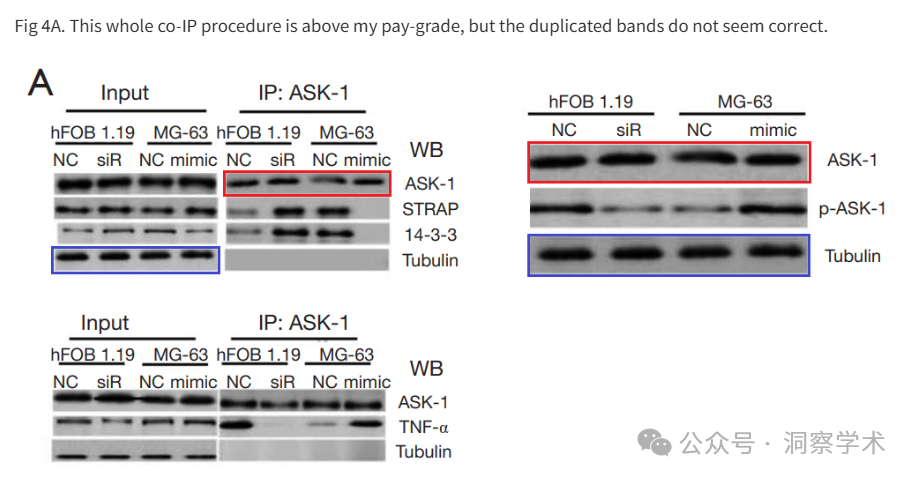 Fig 4A. This whole co-IP procedure is above my pay-grade, but the duplicated bands do not seem correct.
A
Input IP: ASK-1
hFOB 1.19 MG-63 hFOB 1.19 MG-63
NC siR NC mimic NC siR NC mimic WB
ASK-1
STRAP
14-3-3
Tubulin
hFOB 1.19 MG-63
NC siR NC mimic
ASK-1
p-ASK-1
Tubulin
Input IP: ASK-1
hFOB 1.19 MG-63 hFOB 1.19 MG-63
NC siR NC mimic NC siR NC mimic WB
ASK-1
TNF-α
Tubulin
公众号 · 洞察学术